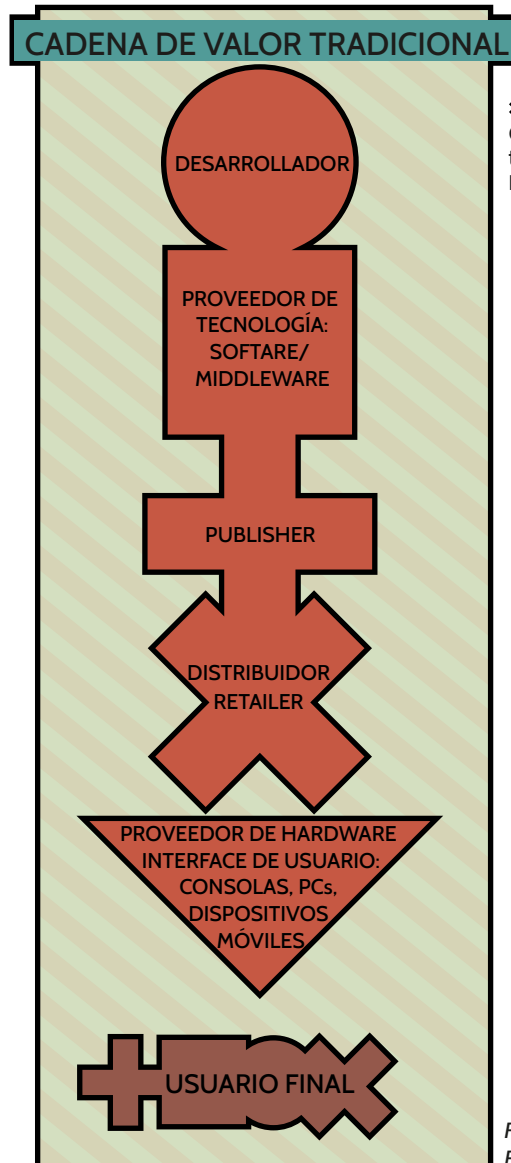 CADENA DE VALOR TRADICIONAL
DESARROLLADOR
PROVEEDOR DE
TECNOLOGÍA:
SOFTARE/
MIDDLEWARE
PUBLISHER
DISTRIBUIDOR
RETAILER
PROVEEDOR DE HARDWARE
INTERFACE DE USUARIO:
CONSOLAS, PCs,
DISPOSITIVOS
MÓVILES
USUARIO FINAL